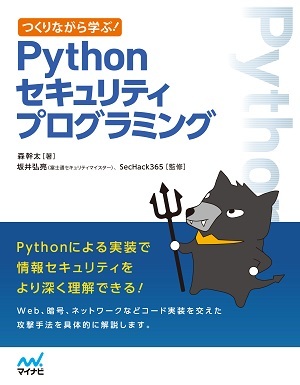 つくりながら学ぶ!
Python
セキュリティ
プログラミング
森幹太[著]
坂井弘亮(富士通セキュリティマイスター)、SecHack365[監修]
Python
Pythonによる実装で
情報セキュリティを
より深く理解できる!
Web、暗号、ネットワークなどコード実装を交えた
攻撃手法を具体的に解説します。
マイナビ